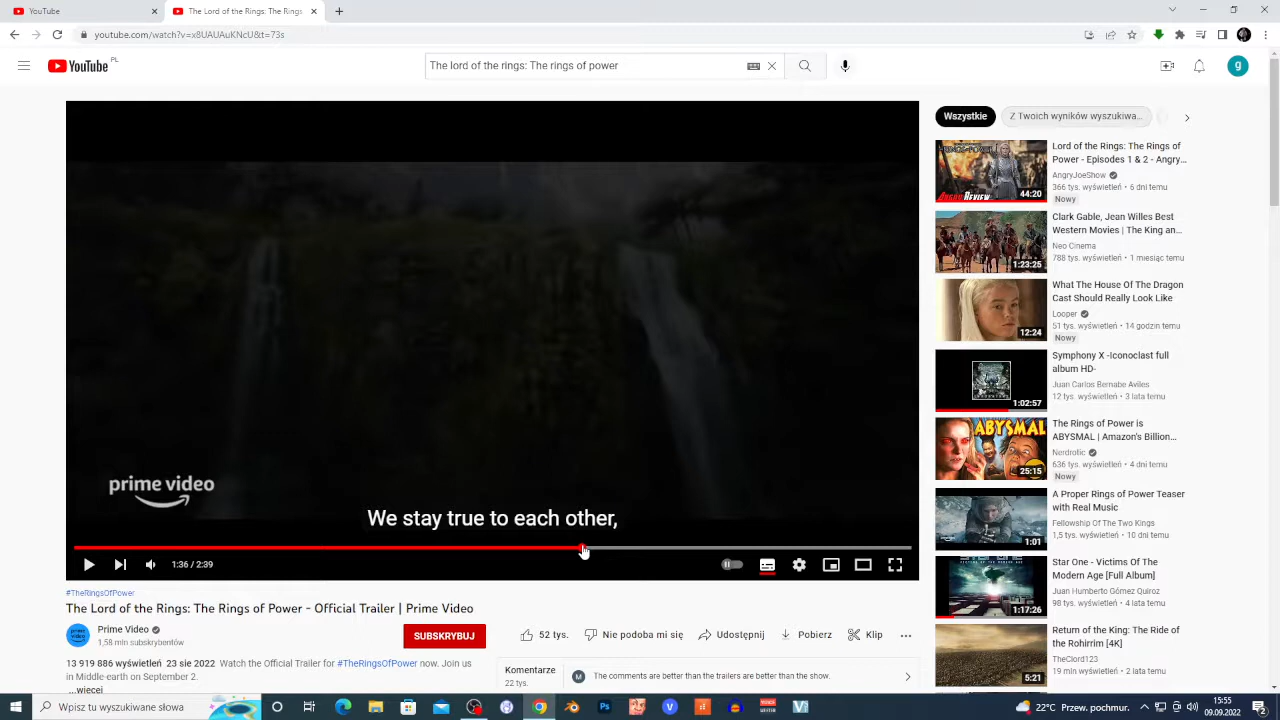 YouTube
The Lord of the Rings: The Rings
youtube.com/watch?v=x8UAUAuKNcU&t=73s
YouTube PL
The lord of the rings: The rings of power
g
Wszystkie
Z Twoich wyników wyszukiwa...
Lord of the Rings: The Rings of
Power - Episodes 1 & 2 - Angry...
AngryJoeShow
366 tys. wyświetleń • 6 dni temu
Nowy
44:20
Clark Gable, Jean Willes Best
Western Movies | The King an...
Neo Cinema
788 tys. wyświetleń • 1 miesiąc temu
1:23:25
What The House Of The Dragon
Cast Should Really Look Like
Looper
51 tys. wyświetleń • 14 godzin temu
Nowy
12:24
Symphony X -Iconoclast full
album HD-
Juan Carlos Bernabe Aviles
12 tys. wyświetleń • 3 lata temu
1:02:57
ABYSMAL
The Rings of Power is
ABYSMAL | Amazon's Billion...
Nerdrotic
636 tys. wyświetleń • 4 dni temu
Nowy
25:15
A Proper Rings of Power Teaser
with Real Music
Fellowship Of The Two Kings
1,5 tys. wyświetleń • 10 dni temu
1:01
Star One - Victims Of The
Modern Age [Full Album]
Juan Humberto Gómez Quiroz
98 tys. wyświetleń • 4 lata temu
1:17:26
Return of the King: The Ride of
the Rohirrim [4K]
TheClord123
19 mln wyświetleń • 2 lata temu
5:21
prime video
We stay true to each other,
1:36 / 2:39
#TheRingsOfPower
The Lord of the Rings: The Rings of Power - Official Trailer | Prime Video
Prime Video
1,58 mln subskrybentów
SUBSKRYBUJ
52 tys.
Nie podoba mi się
Udostępnij
Pobierz
Klip
13 919 886 wyświetleń 23 sie 2022 Watch the Official Trailer for #TheRingsOfPower now. Join us
in Middle-earth on September 2.
...więcej
Komentarze
22 tys.
M
The comments are better than the trailers are better than the show.
Wpisz tu wyszukiwane słowa
22°C
15:55
09.09.2022
2